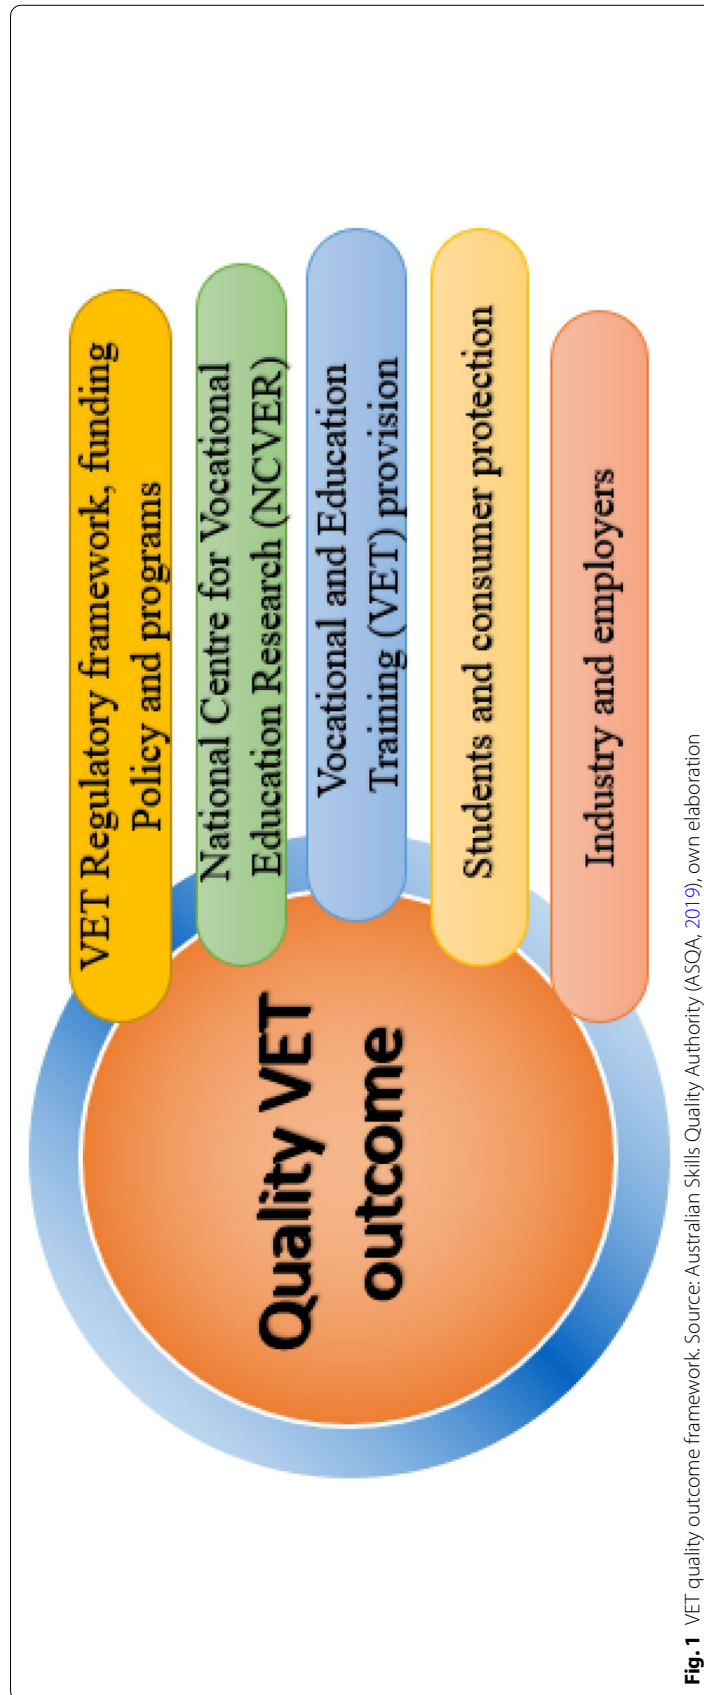 Quality VET
outcome
VET Regulatory framework, funding
Policy and programs
National Centre for Vocational
Education Research (NCVER)
Vocational and Education
Training (VET) provision
Students and consumer protection
Industry and employers
Fig. 1 VET quality outcome framework. Source: Australian Skills Quality Authority (ASQA, 2019), own elaboration